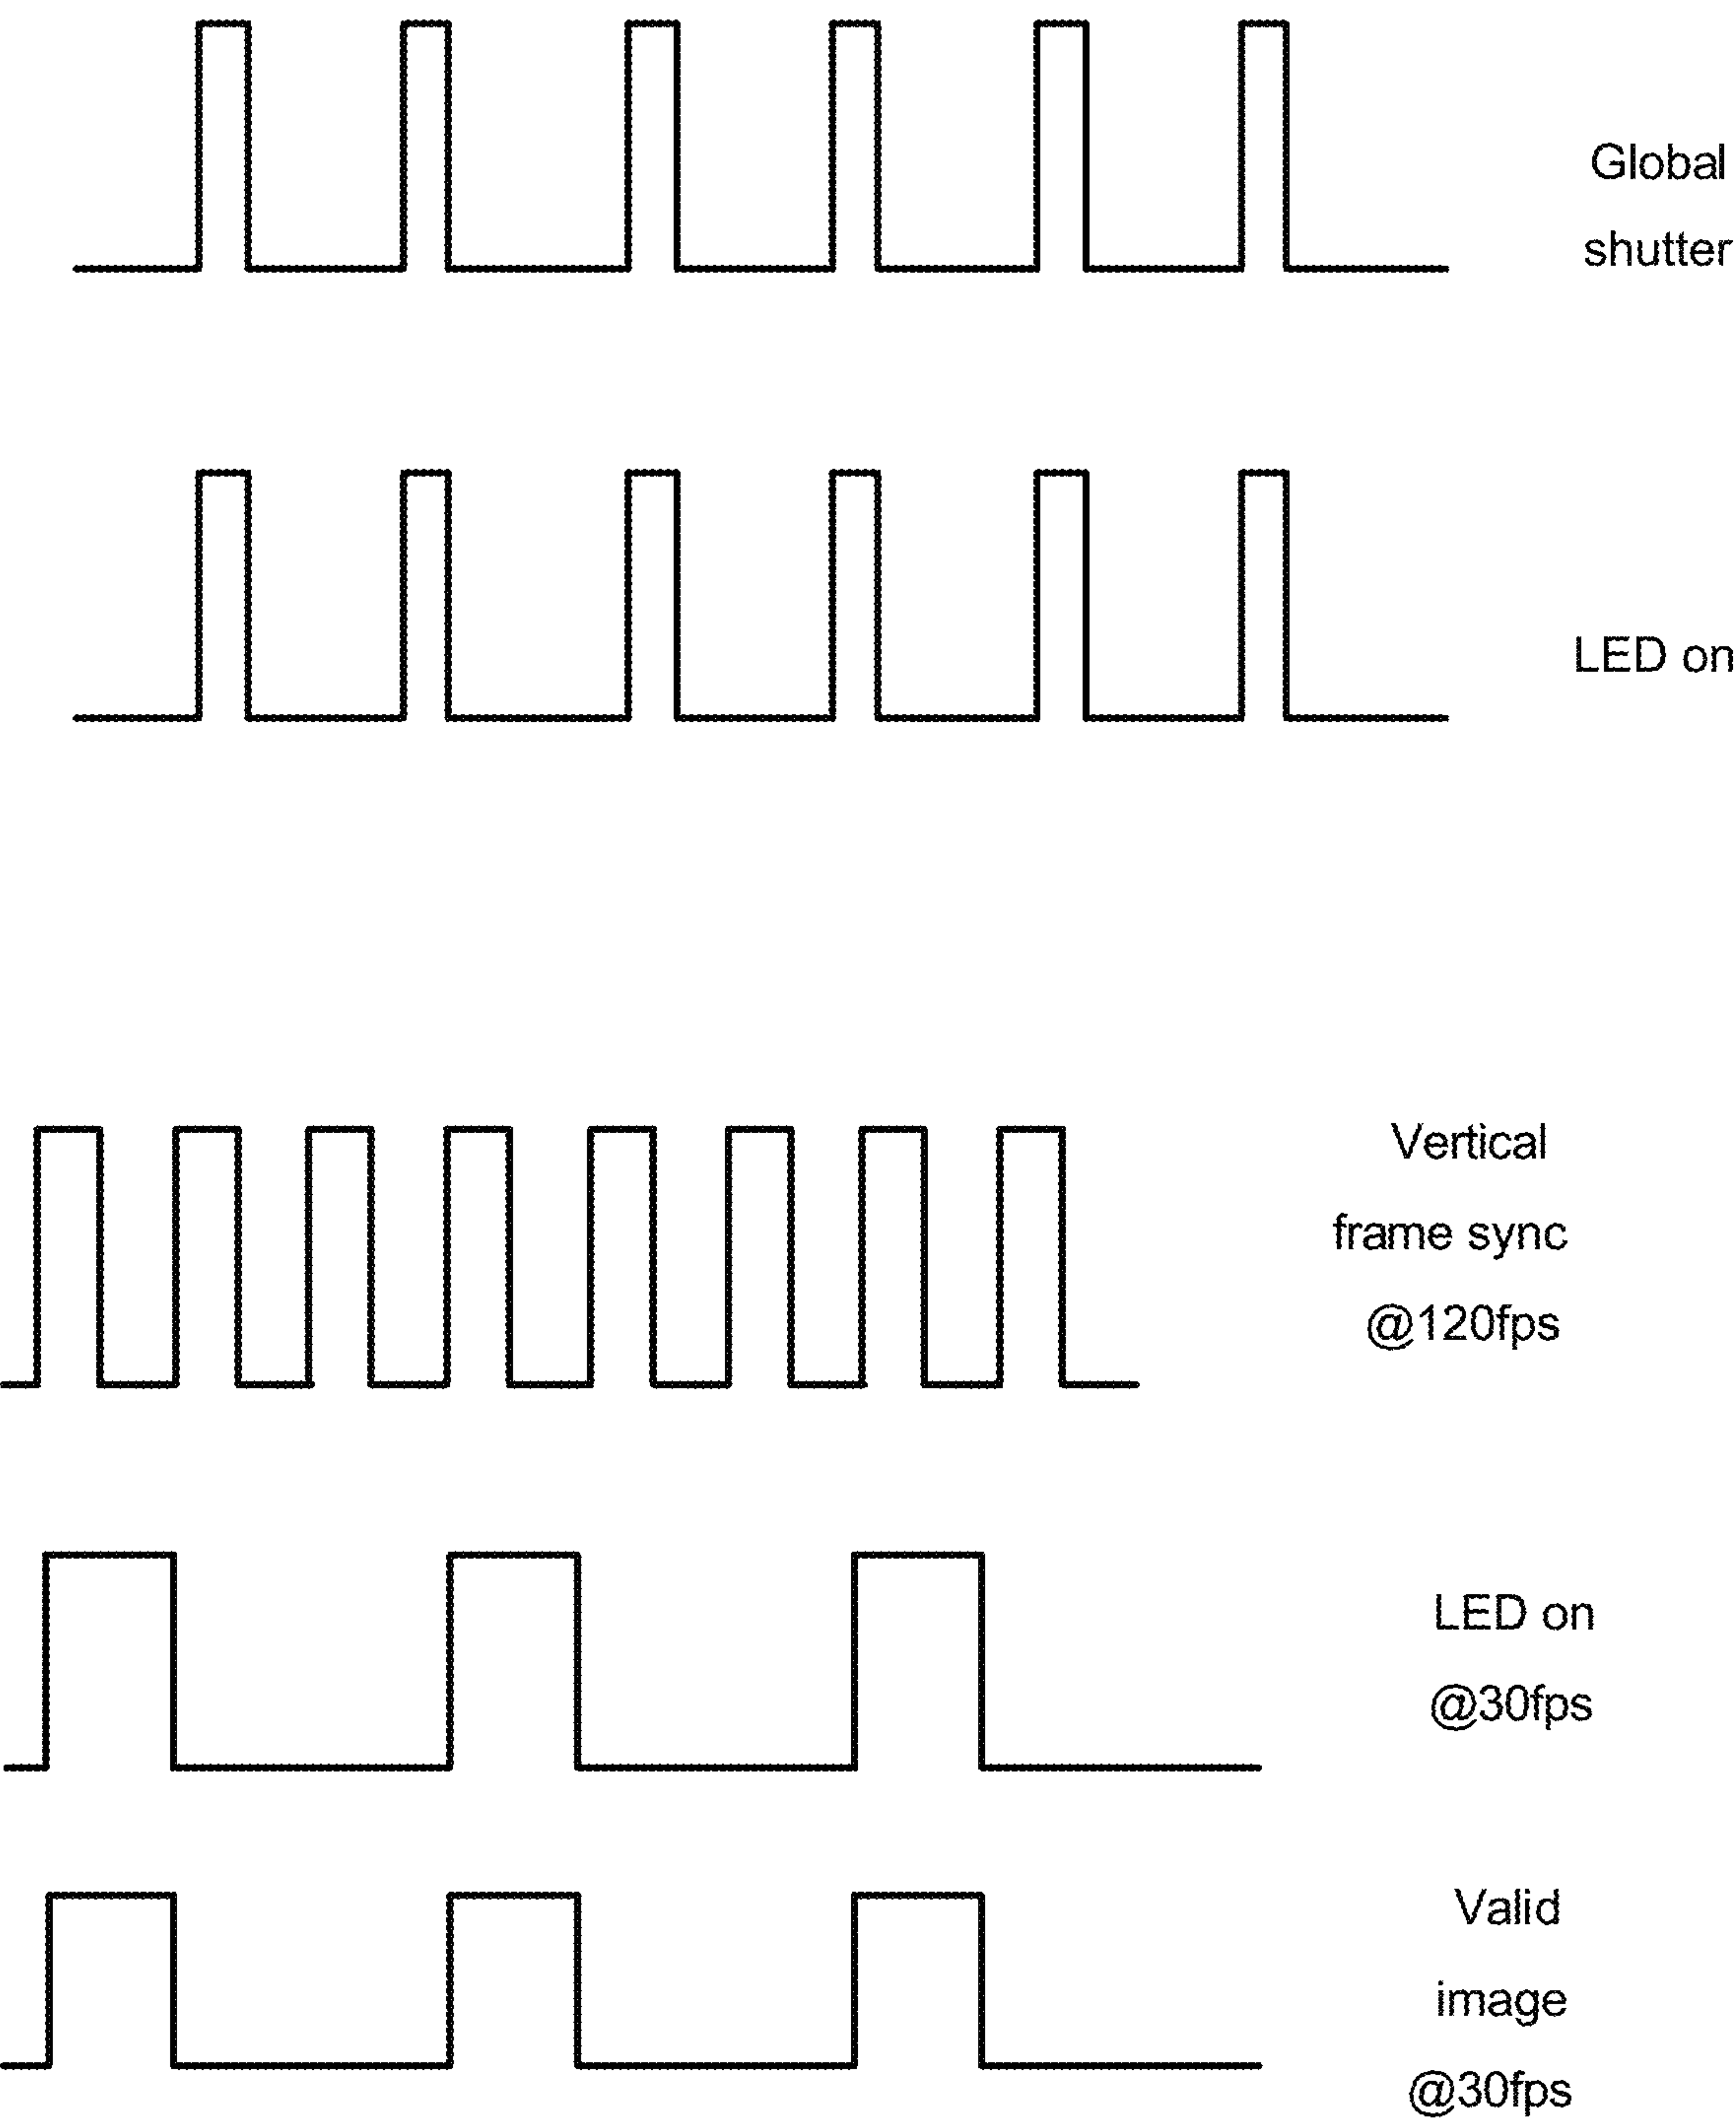 Global
shutter
LED on
Vertical
frame sync
@120fps
LED on
@30fps
Valid
image
@30fps